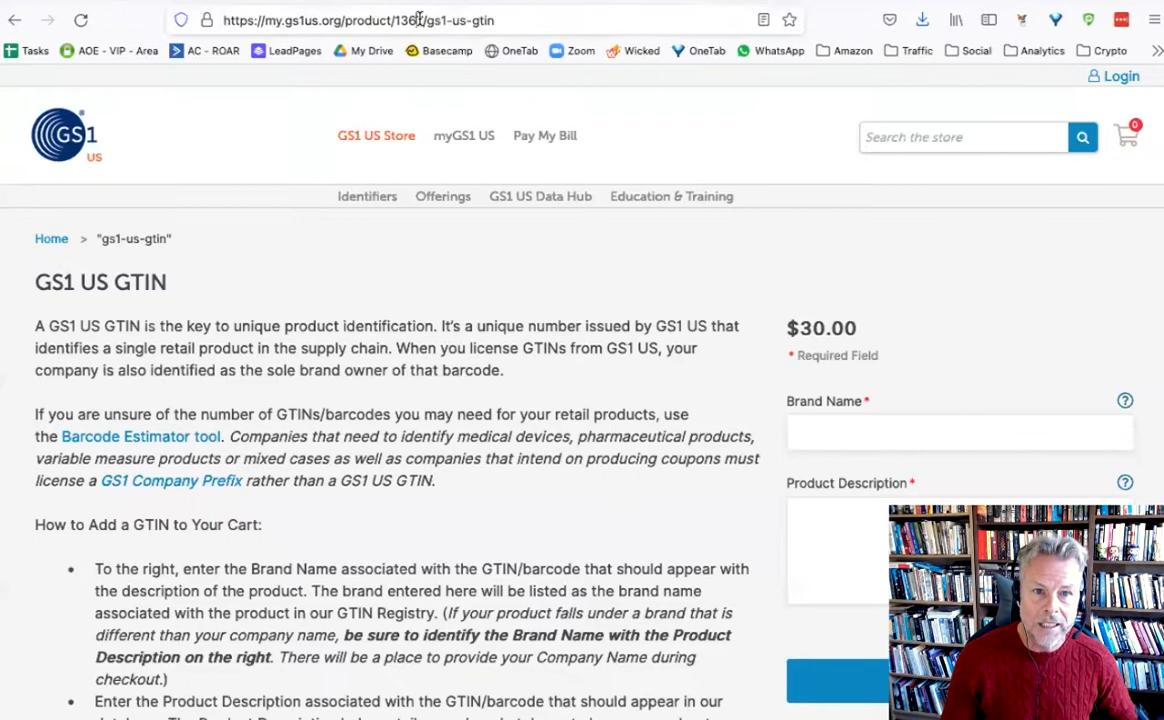 https://my.gs1us.org/product/136 /gs1-us-gtin
Tasks AOE - VIP - Area AC - ROAR LeadPages My Drive Basecamp OneTab Zoom Wicked OneTab WhatsApp Amazon Traffic Social Analytics Crypto
Login
GS1 US
GS1 US Store myGS1 US Pay My Bill
Search the store
0
Identifiers Offerings GS1 US Data Hub Education & Training
Home > "gs1-us-gtin"
GS1 US GTIN
A GS1 US GTIN is the key to unique product identification. It's a unique number issued by GS1 US that
identifies a single retail product in the supply chain. When you license GTINs from GS1 US, your
company is also identified as the sole brand owner of that barcode.
If you are unsure of the number of GTINs/barcodes you may need for your retail products, use
the Barcode Estimator tool. Companies that need to identify medical devices, pharmaceutical products,
variable measure products or mixed cases as well as companies that intend on producing coupons must
license a GS1 Company Prefix rather than a GS1 US GTIN.
How to Add a GTIN to Your Cart:
• To the right, enter the Brand Name associated with the GTIN/barcode that should appear with
the description of the product. The brand entered here will be listed as the brand name
associated with the product in our GTIN Registry. (If your product falls under a brand that is
different than your company name, be sure to identify the Brand Name with the Product
Description on the right. There will be a place to provide your Company Name during
checkout.)
• Enter the Product Description associated with the GTIN/barcode that should appear in our
$30.00
* Required Field
Brand Name*
?
Product Description*
?